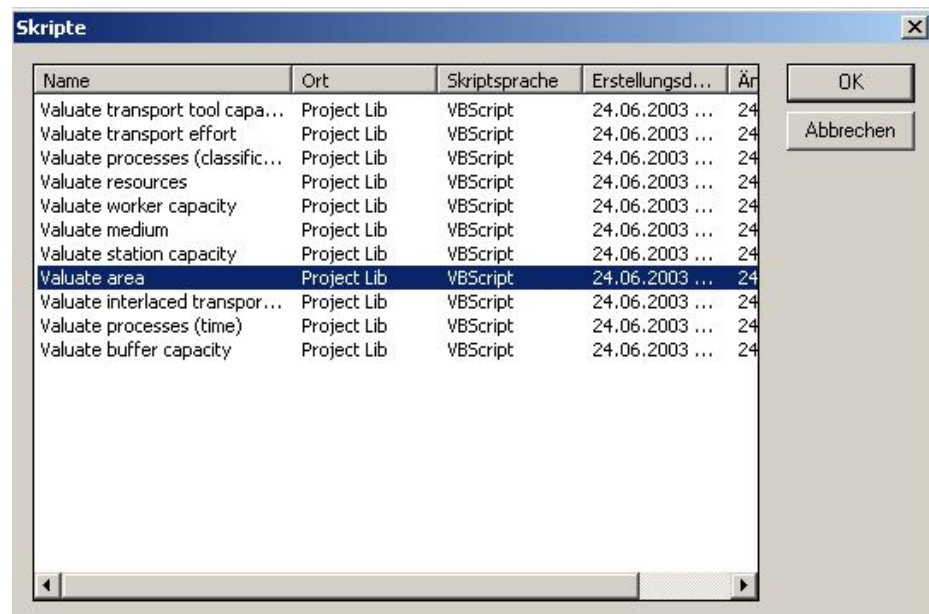 Skripte
Name Ort Skriptsprache Erstellungsd... Är
Valuate transport tool capa... Project Lib VBScript 24.06.2003 ... 24
Valuate transport effort Project Lib VBScript 24.06.2003 ... 24
Valuate processes (classific... Project Lib VBScript 24.06.2003 ... 24
Valuate resources Project Lib VBScript 24.06.2003 ... 24
Valuate worker capacity Project Lib VBScript 24.06.2003 ... 24
Valuate medium Project Lib VBScript 24.06.2003 ... 24
Valuate station capacity Project Lib VBScript 24.06.2003 ... 24
Valuate area Project Lib VBScript 24.06.2003 ... 24
Valuate interlaced transpor... Project Lib VBScript 24.06.2003 ... 24
Valuate processes (time) Project Lib VBScript 24.06.2003 ... 24
Valuate buffer capacity Project Lib VBScript 24.06.2003 ... 24
OK
Abbrechen